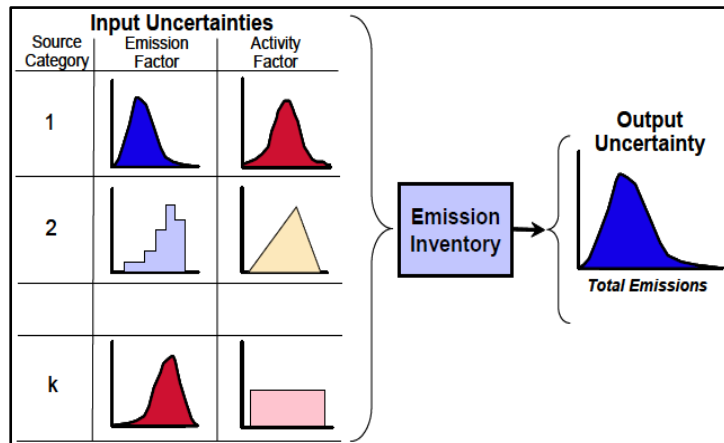 Input Uncertainties
Source Category
Emission Factor
Activity Factor
1
2
k
Emission Inventory
Output Uncertainty
Total Emissions